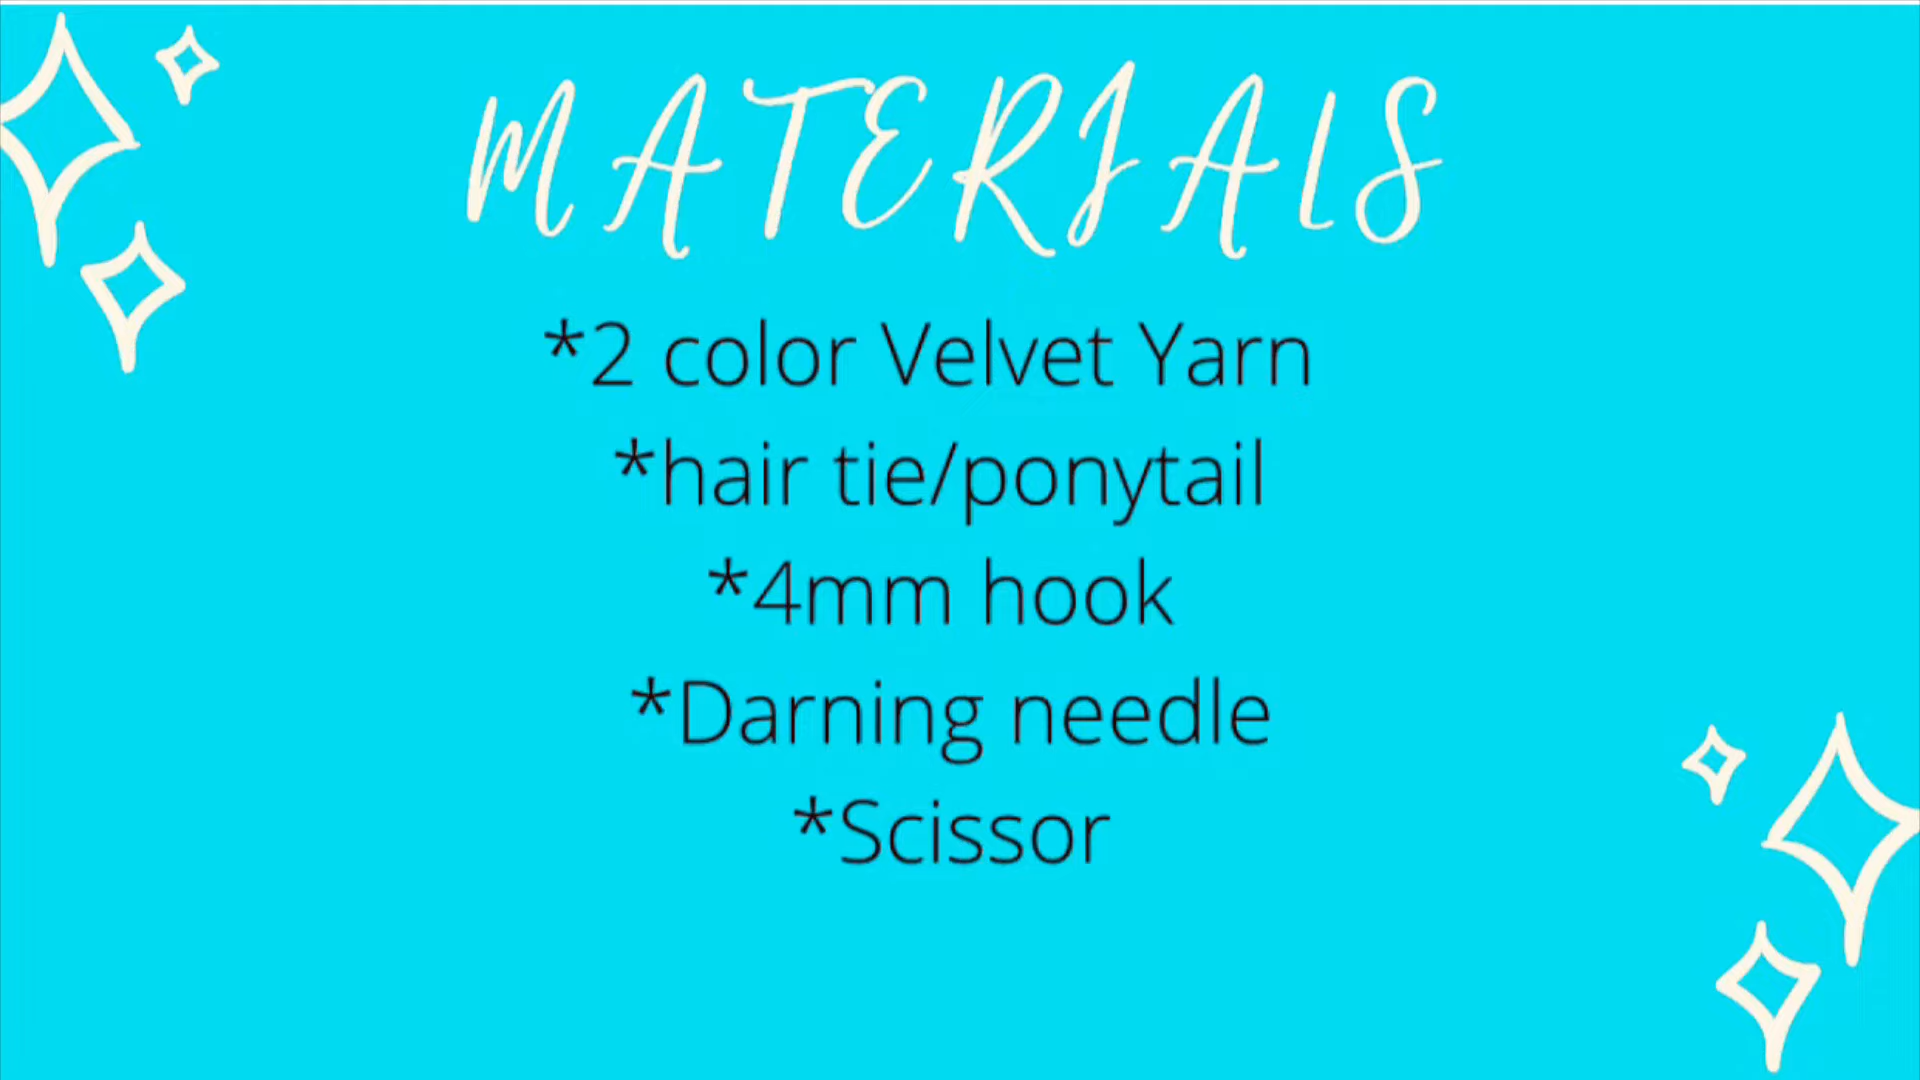 MATERIALS
*2 color Velvet Yarn
*hair tie/ponytail
*4mm hook
*Darning needle
*Scissor